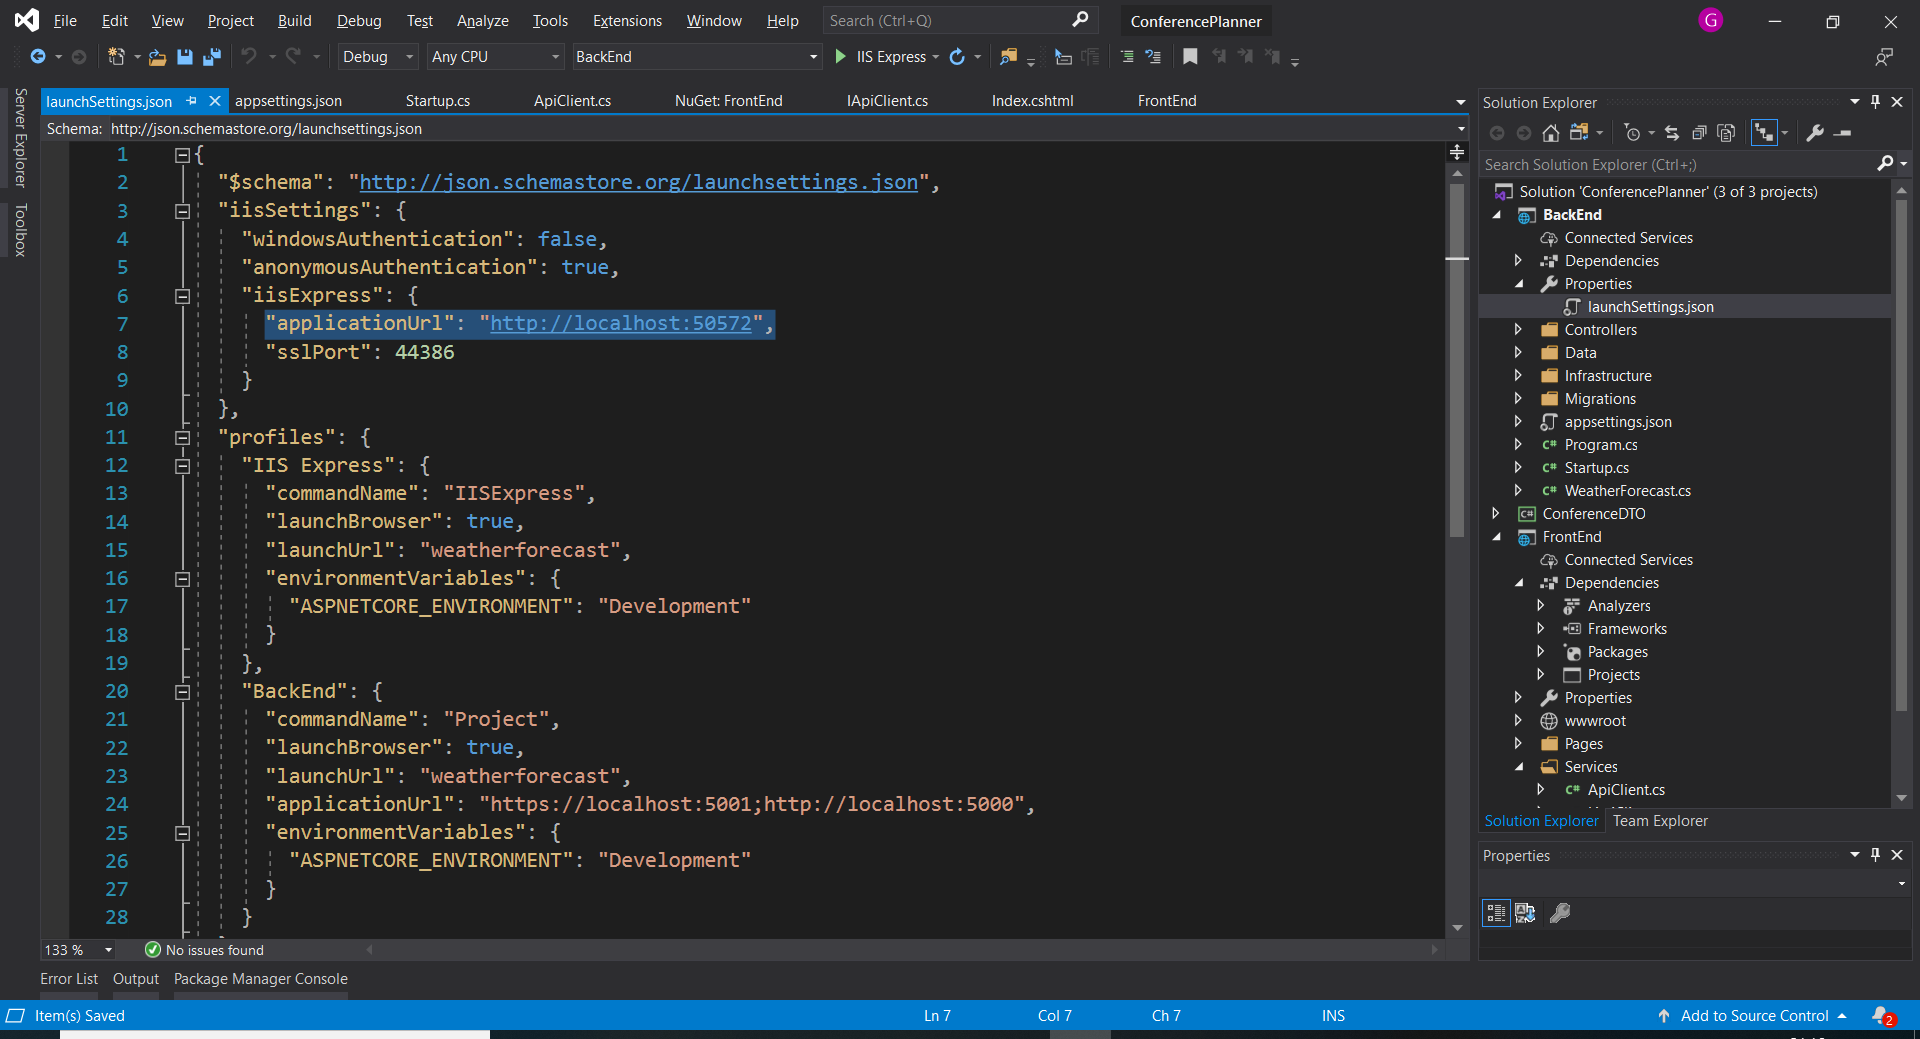 File Edit View Project Build Debug Test Analyze Tools Extensions Window Help Search (Ctrl+Q) ConferencePlanner G
Debug Any CPU BackEnd IIS Express
Server Explorer
Toolbox
launchSettings.json appsettings.json Startup.cs ApiClient.cs NuGet: FrontEnd IApiClient.cs Index.cshtml FrontEnd
Schema: http://json.schemastore.org/launchsettings.json
1 {
2 "$schema": "http://json.schemastore.org/launchsettings.json",
3 "iisSettings": {
4 "windowsAuthentication": false,
5 "anonymousAuthentication": true,
6 "iisExpress": {
7 "applicationUrl": "http://localhost:50572",
8 "sslPort": 44386
9 }
10 },
11 "profiles": {
12 "IIS Express": {
13 "commandName": "IISExpress",
14 "launchBrowser": true,
15 "launchUrl": "weatherforecast",
16 "environmentVariables": {
17 "ASPNETCORE_ENVIRONMENT": "Development"
18 }
19 },
20 "BackEnd": {
21 "commandName": "Project",
22 "launchBrowser": true,
23 "launchUrl": "weatherforecast",
24 "applicationUrl": "https://localhost:5001;http://localhost:5000",
25 "environmentVariables": {
26 "ASPNETCORE_ENVIRONMENT": "Development"
27 }
28 }
133 % No issues found
Error List Output Package Manager Console
Solution Explorer
Search Solution Explorer (Ctrl+;)
Solution 'ConferencePlanner' (3 of 3 projects)
BackEnd
Connected Services
Dependencies
Properties
launchSettings.json
Controllers
Data
Infrastructure
Migrations
appsettings.json
C# Program.cs
C# Startup.cs
C# WeatherForecast.cs
C# ConferenceDTO
FrontEnd
Connected Services
Dependencies
Analyzers
Frameworks
Packages
Projects
Properties
wwwroot
Pages
Services
C# ApiClient.cs
Solution Explorer Team Explorer
Properties
Item(s) Saved Ln 7 Col 7 Ch 7 INS Add to Source Control 2